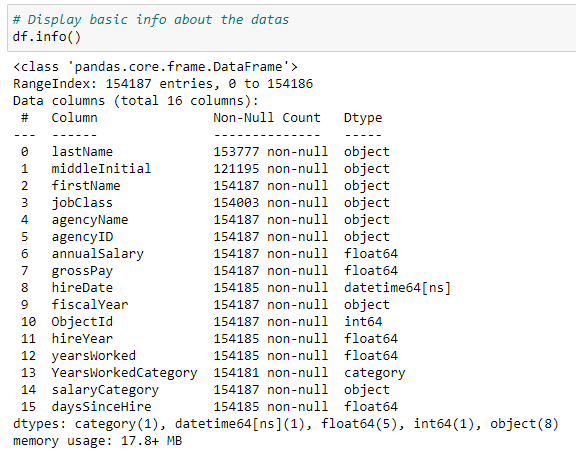 # Display basic info about the datas
df.info()
<class 'pandas.core.frame.DataFrame'>
RangeIndex: 154187 entries, 0 to 154186
Data columns (total 16 columns):
 #   Column              Non-Null Count   Dtype
---  ------              --------------   -----
 0   lastName            153777 non-null  object
 1   middleInitial       121195 non-null  object
 2   firstName           154187 non-null  object
 3   jobClass            154003 non-null  object
 4   agencyName          154187 non-null  object
 5   agencyID            154187 non-null  object
 6   annualSalary        154187 non-null  float64
 7   grossPay            154187 non-null  float64
 8   hireDate            154185 non-null  datetime64[ns]
 9   fiscalYear          154187 non-null  object
 10  ObjectId            154187 non-null  int64
 11  hireYear            154185 non-null  float64
 12  yearsWorked         154185 non-null  float64
 13  YearsWorkedCategory 154181 non-null  category
 14  salaryCategory      154187 non-null  object
 15  daysSinceHire       154185 non-null  float64
dtypes: category(1), datetime64[ns](1), float64(5), int64(1), object(8)
memory usage: 17.8+ MB